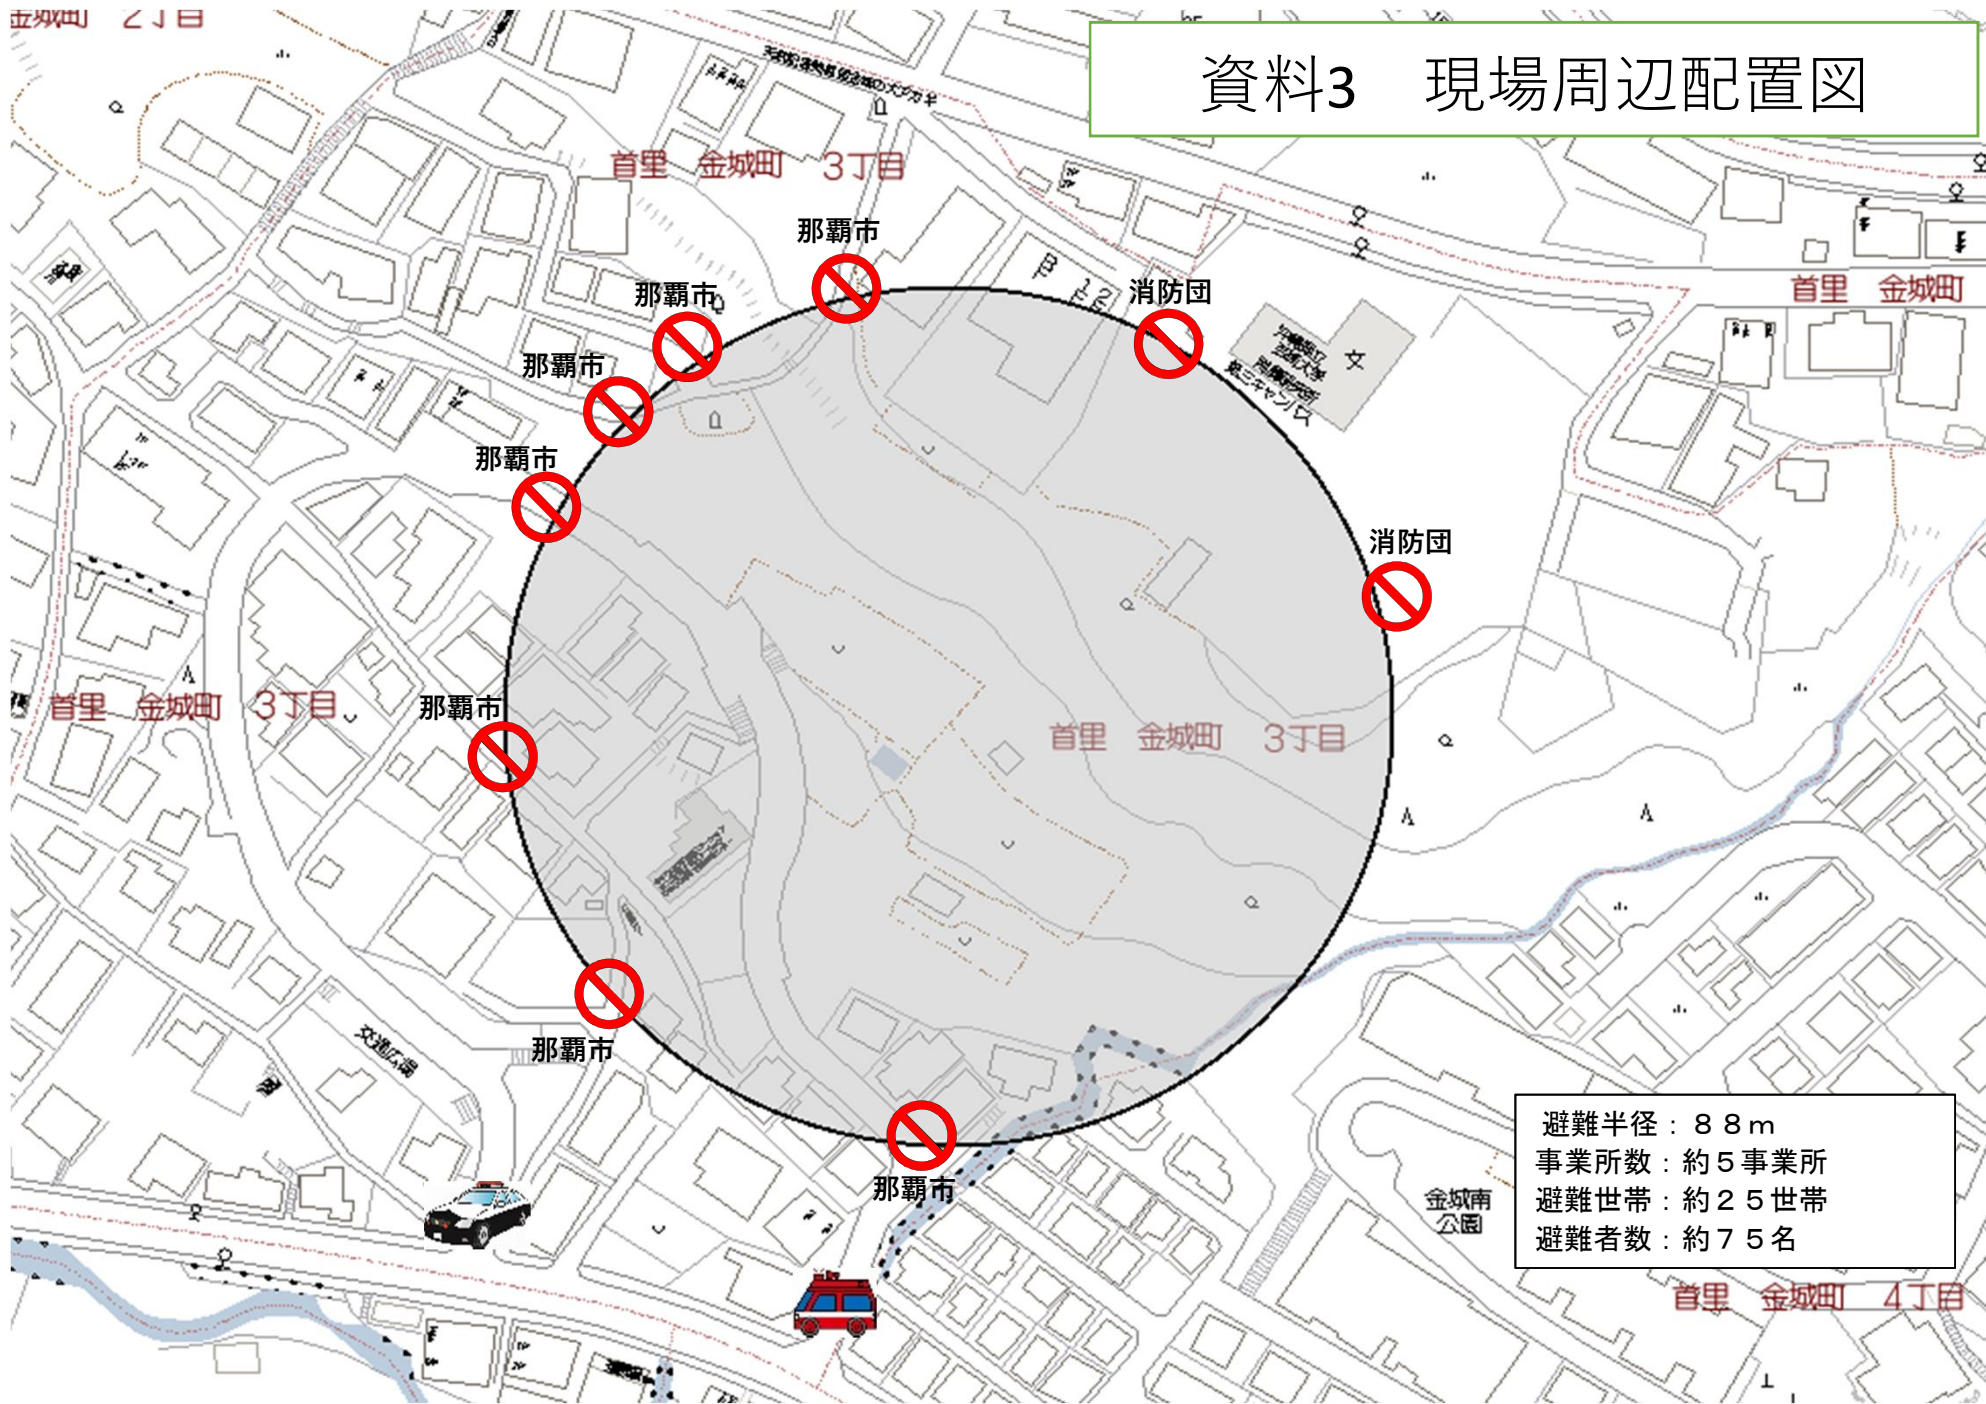 金城町 2丁目
資料3 現場周辺配置図
首里 金城町 3丁目
那覇市
那覇市
消防団
首里 金城町
那覇市
那覇市
消防団
首里 金城町 3丁目
那覇市
首里 金城町 3丁目
交通広場
那覇市
那覇市
金城南
公園
避難半径：８８ｍ
事業所数：約５事業所
避難世帯：約２５世帯
避難者数：約７５名
首里 金城町 4丁目